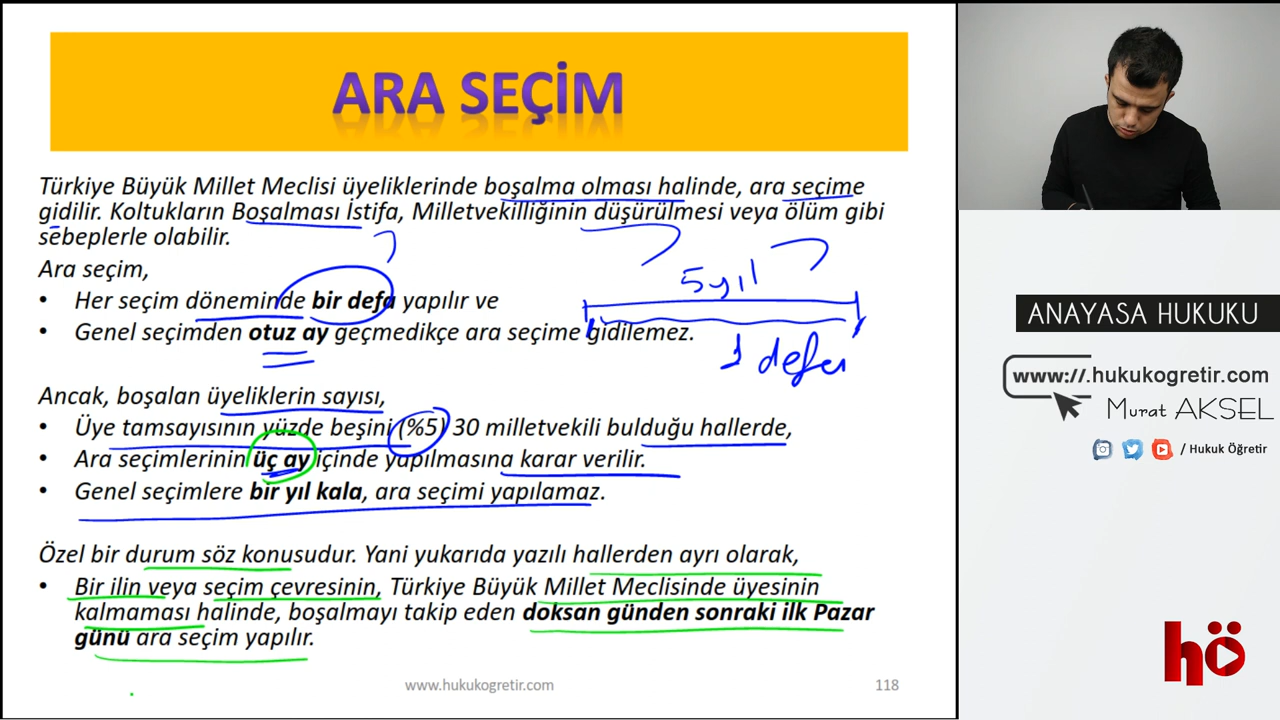 ARA SEÇİM
Türkiye Büyük Millet Meclisi üyeliklerinde boşalma olması halinde, ara seçime
gidilir. Koltukların Boşalması İstifa, Milletvekilliğinin düşürülmesi veya ölüm gibi
sebeplerle olabilir.
Ara seçim,
• Her seçim döneminde bir defa yapılır ve
• Genel seçimden otuz ay geçmedikçe ara seçime gidilemez.
5 yıl
1 defa
Ancak, boşalan üyeliklerin sayısı,
• Üye tamsayısının yüzde beşini (%5) 30 milletvekili bulduğu hallerde,
• Ara seçimlerinin üç ay içinde yapılmasına karar verilir.
• Genel seçimlere bir yıl kala, ara seçimi yapılamaz.
Özel bir durum söz konusudur. Yani yukarıda yazılı hallerden ayrı olarak,
• Bir ilin veya seçim çevresinin, Türkiye Büyük Millet Meclisinde üyesinin
kalmaması halinde, boşalmayı takip eden doksan günden sonraki ilk Pazar
günü ara seçim yapılır.
www.hukukogretir.com
118
ANAYASA HUKUKU
www://.hukukogretir.com
Murat AKSEL
/ Hukuk Öğretir
hö